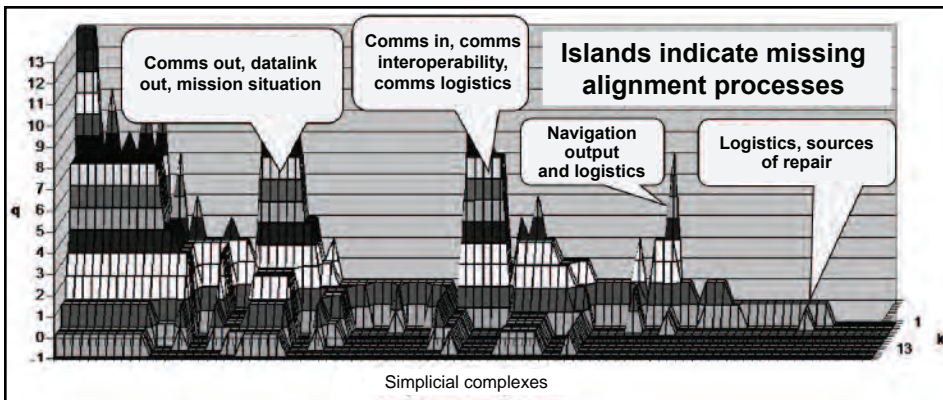 Comms out, datalink
out, mission situation
Comms in, comms
interoperability,
comms logistics
Islands indicate missing
alignment processes
Navigation
output
and logistics
Logistics, sources
of repair
13
12
11
10
9
8
7
6
5
4
3
2
1
0
-1
q
1
13
k
Simplicial complexes